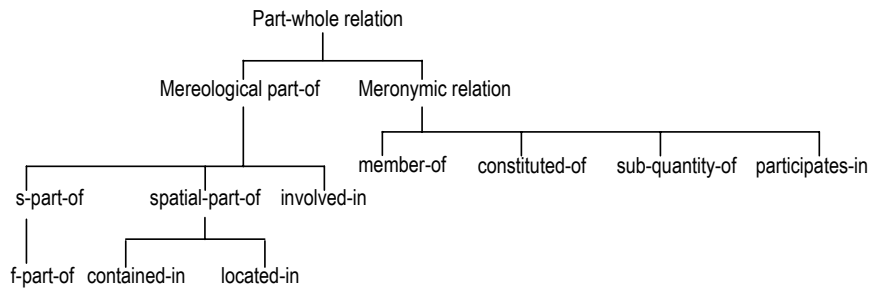 Part-whole relation
Mereological part-of Meronymic relation
member-of constituted-of sub-quantity-of participates-in
s-part-of spatial-part-of involved-in
f-part-of contained-in located-in